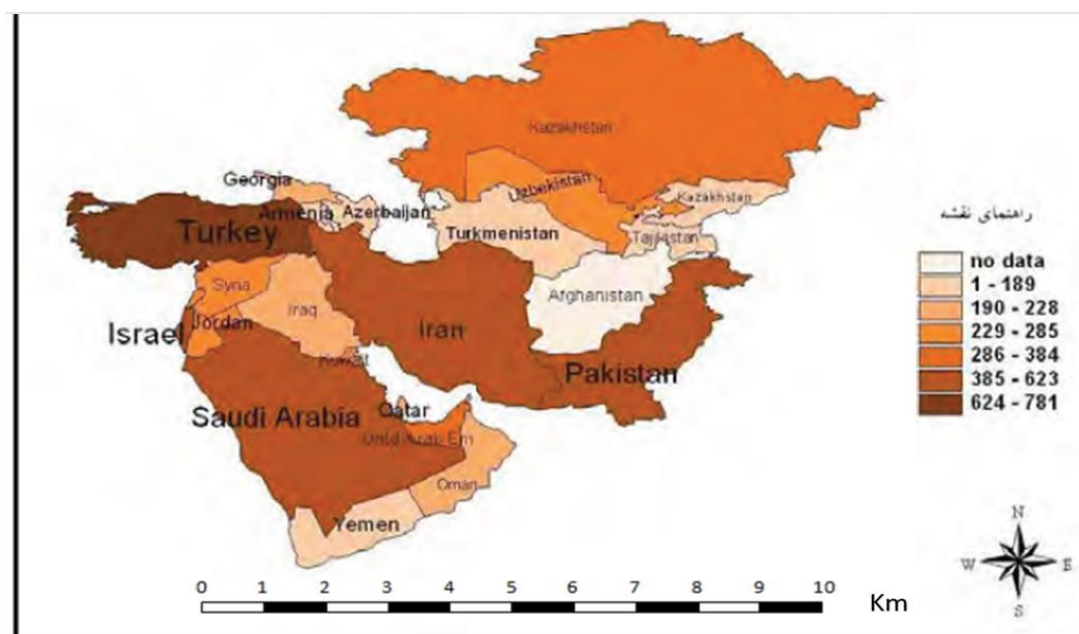 Kazakhstan
Georgia
Uzbekistan
Kazakhstan
Armenia
Azerbaijan
Turkey
Turkmenistan
Tajikistan
Syria
Afghanistan
Iraq
Israel
Jordan
Iran
Kuwait
Pakistan
Saudi Arabia
Qatar
Untd Arab Em
Oman
Yemen
راهنمای نقشه
no data
1 - 189
190 - 228
229 - 285
286 - 384
385 - 623
624 - 781
N
W
E
S
0 1 2 3 4 5 6 7 8 9 10
Km